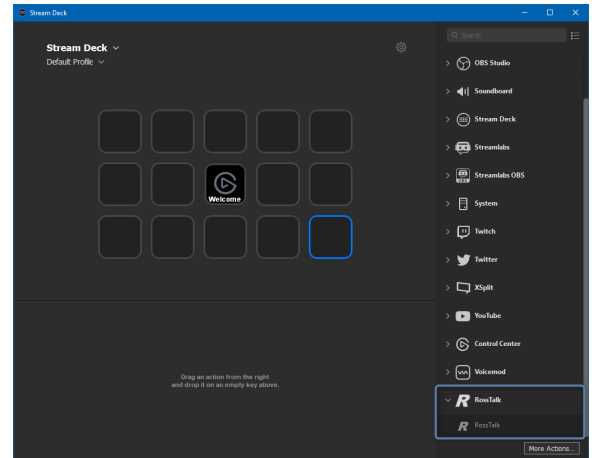 Stream Deck
Stream Deck
Default Profile
Welcome
Drag an action from the right
and drop it on an empty key above.
Search
OBS Studio
Soundboard
Stream Deck
Streamlabs
Streamlabs OBS
System
Twitch
Twitter
XSplit
YouTube
Control Center
Voicemod
RossTalk
RossTalk
More Actions...